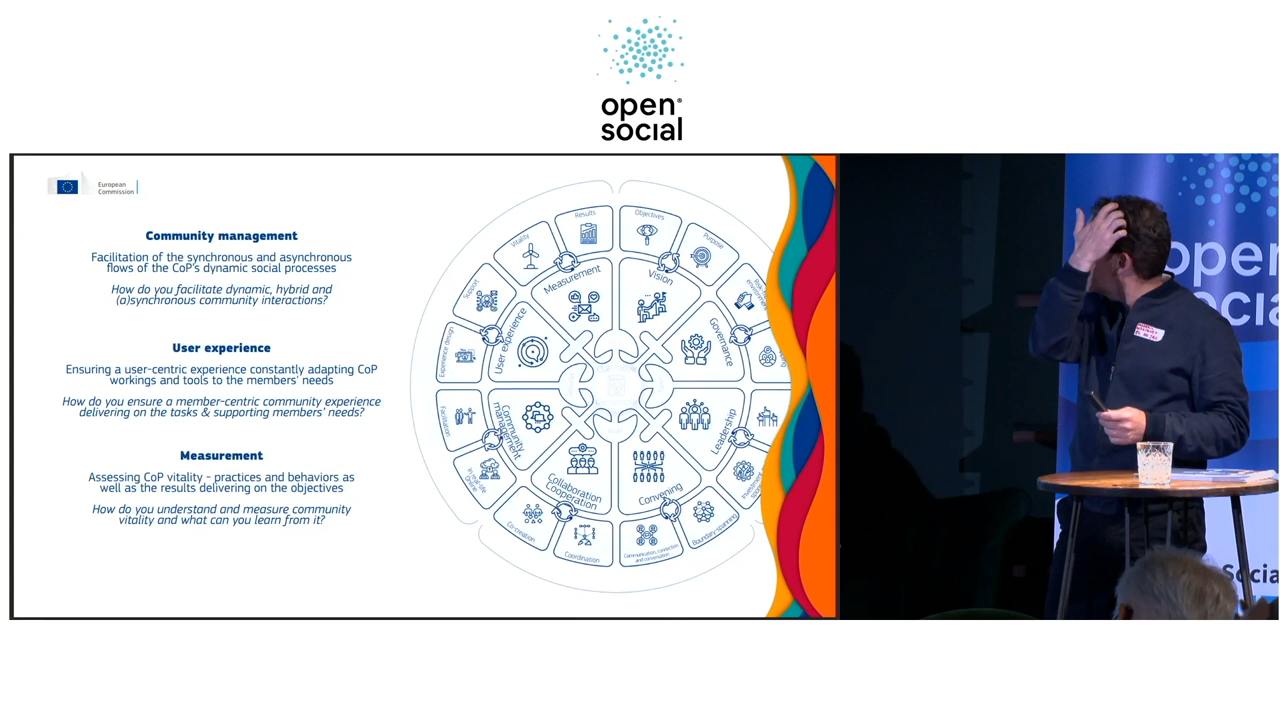 open®
social
European
Commission
Community management
Facilitation of the synchronous and asynchronous
flows of the CoP's dynamic social processes
How do you facilitate dynamic, hybrid and
(a)synchronous community interactions?
User experience
Ensuring a user-centric experience constantly adapting CoP
workings and tools to the members' needs
How do you ensure a member-centric community experience
delivering on the tasks & supporting members' needs?
Measurement
Assessing CoP vitality - practices and behaviors as
well as the results delivering on the objectives
How do you understand and measure community
vitality and what can you learn from it?
Results
Objectives
Vitality
Purpose
Support
environment
Experience design
Facilitation
In real life
Online
Co-creation
Coordination
Communication, connection
and conversation
Boundary-spanning
Measurement
Vision
User experience
Governance
Community
management
Leadership
Collaboration
Cooperation
Convening
open
social
Social